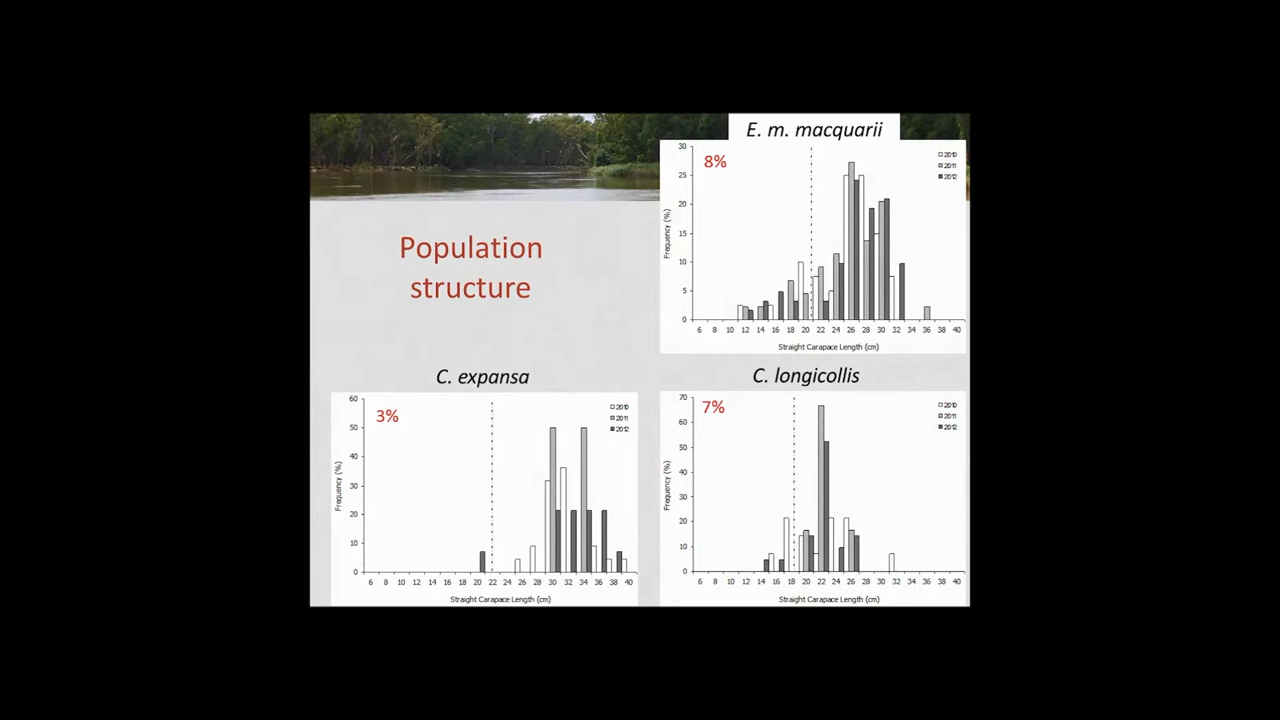 E. m. macquarii
Population
structure
8%
2010
2011
2012
30
25
20
15
10
5
0
Frequency (%)
6 8 10 12 14 16 18 20 22 24 26 28 30 32 34 36 38 40
Straight Carapace Length (cm)
C. expansa
3%
2010
2011
2012
60
50
40
30
20
10
0
Frequency (%)
6 8 10 12 14 16 18 20 22 24 26 28 30 32 34 36 38 40
Straight Carapace Length (cm)
C. longicollis
7%
2010
2011
2012
70
60
50
40
30
20
10
0
Frequency (%)
6 8 10 12 14 16 18 20 22 24 26 28 30 32 34 36 38 40
Straight Carapace Length (cm)